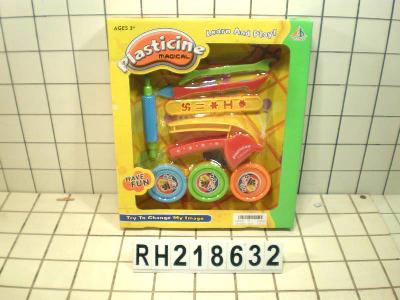 AGES 3+
Learn And Play!
Plasticine
MAGICAL
HAVE
FUN
Try To Change My Image
RH218632